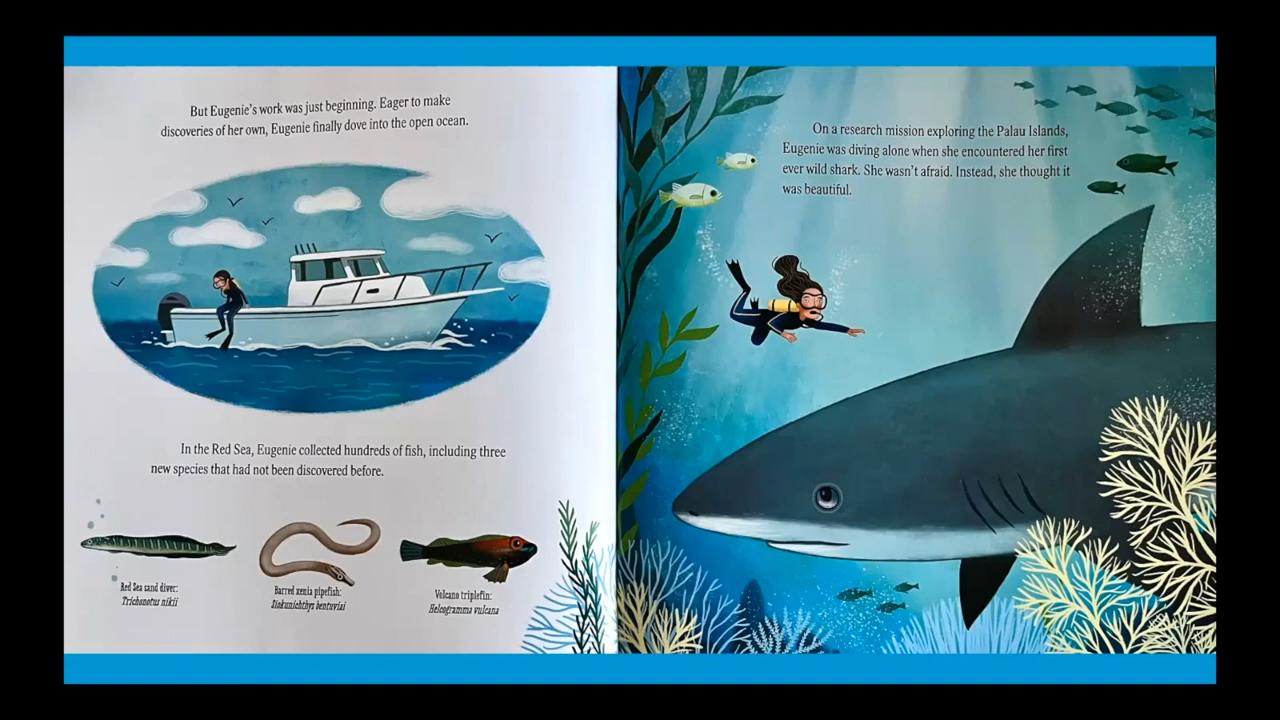 But Eugenie's work was just beginning. Eager to make
discoveries of her own, Eugenie finally dove into the open ocean.
In the Red Sea, Eugenie collected hundreds of fish, including three
new species that had not been discovered before.
Red Sea sand diver:
Trichonotus nikii
Barred xenia pipefish:
Siokunichthys bentuviai
Volcano triplefin:
Helcogramma vulcana
On a research mission exploring the Palau Islands,
Eugenie was diving alone when she encountered her first
ever wild shark. She wasn't afraid. Instead, she thought it
was beautiful.